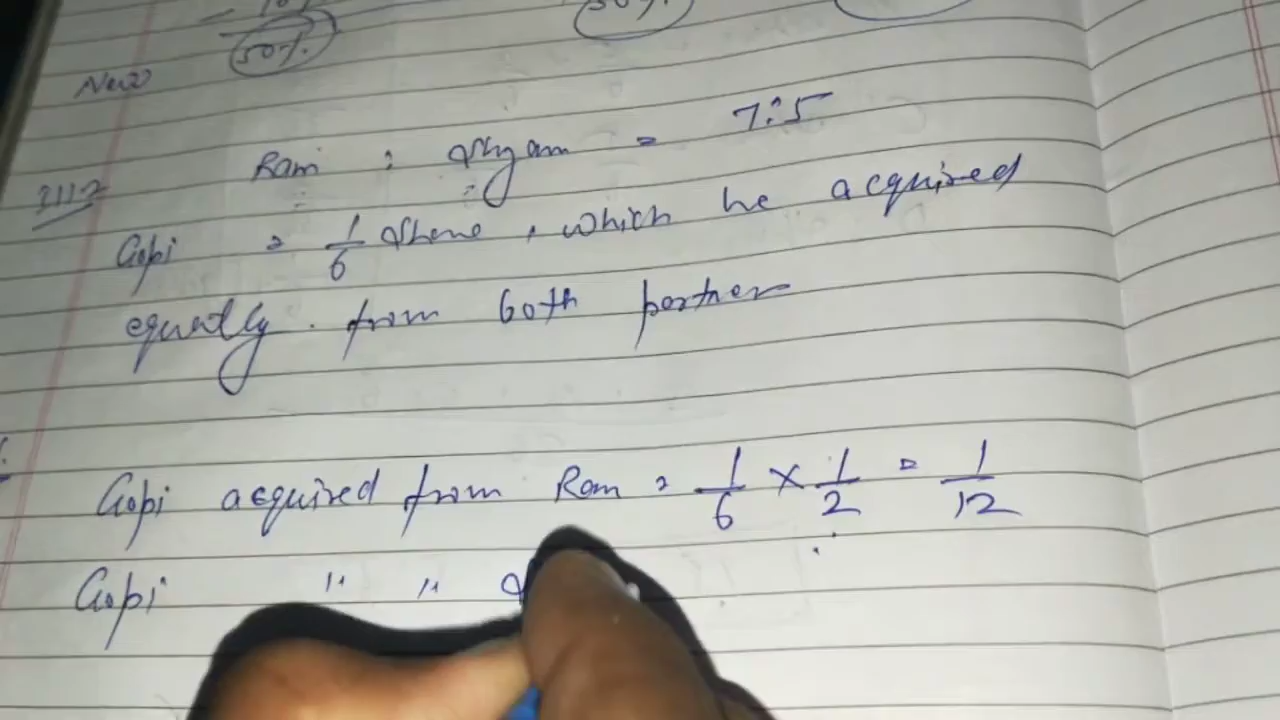 50%
50%
New
Ram : Shyam = 7:5
Gopi = 1/6 Share, which he acquired
equally from both partner
Gopi acquired from Ram = 1/6 × 1/2 = 1/12
Gopi " "